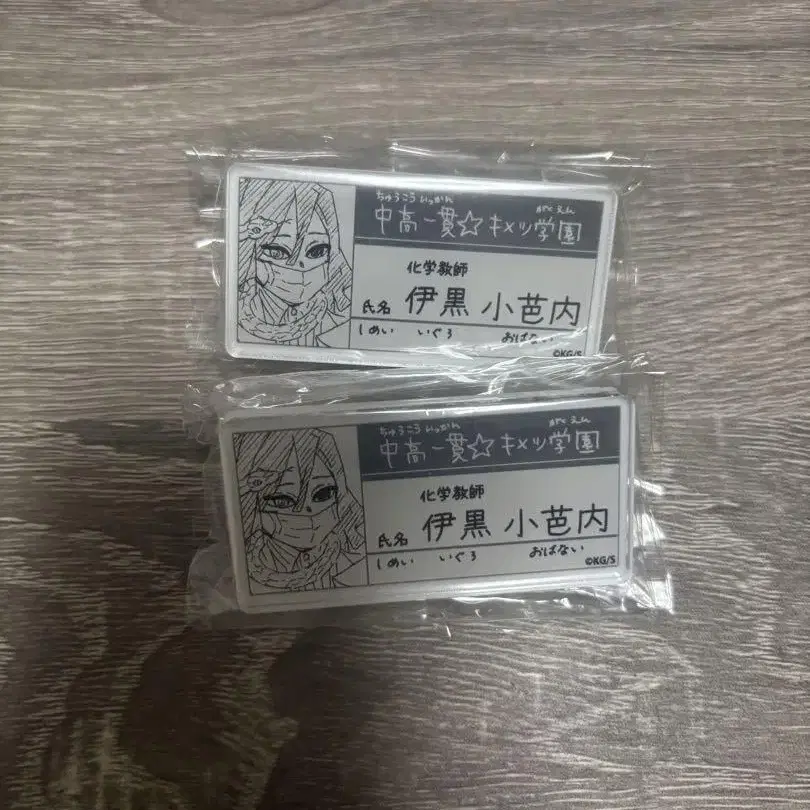 ちゅうこう いっかん がくえん
中高一貫☆キメツ学園
化学教師
氏名 伊黒 小芭内
しめい いぐろ おばない
©KG/S
ちゅうこう いっかん がくえん
中高一貫☆キメツ学園
化学教師
氏名 伊黒 小芭内
しめい いぐろ おばない
©KG/S